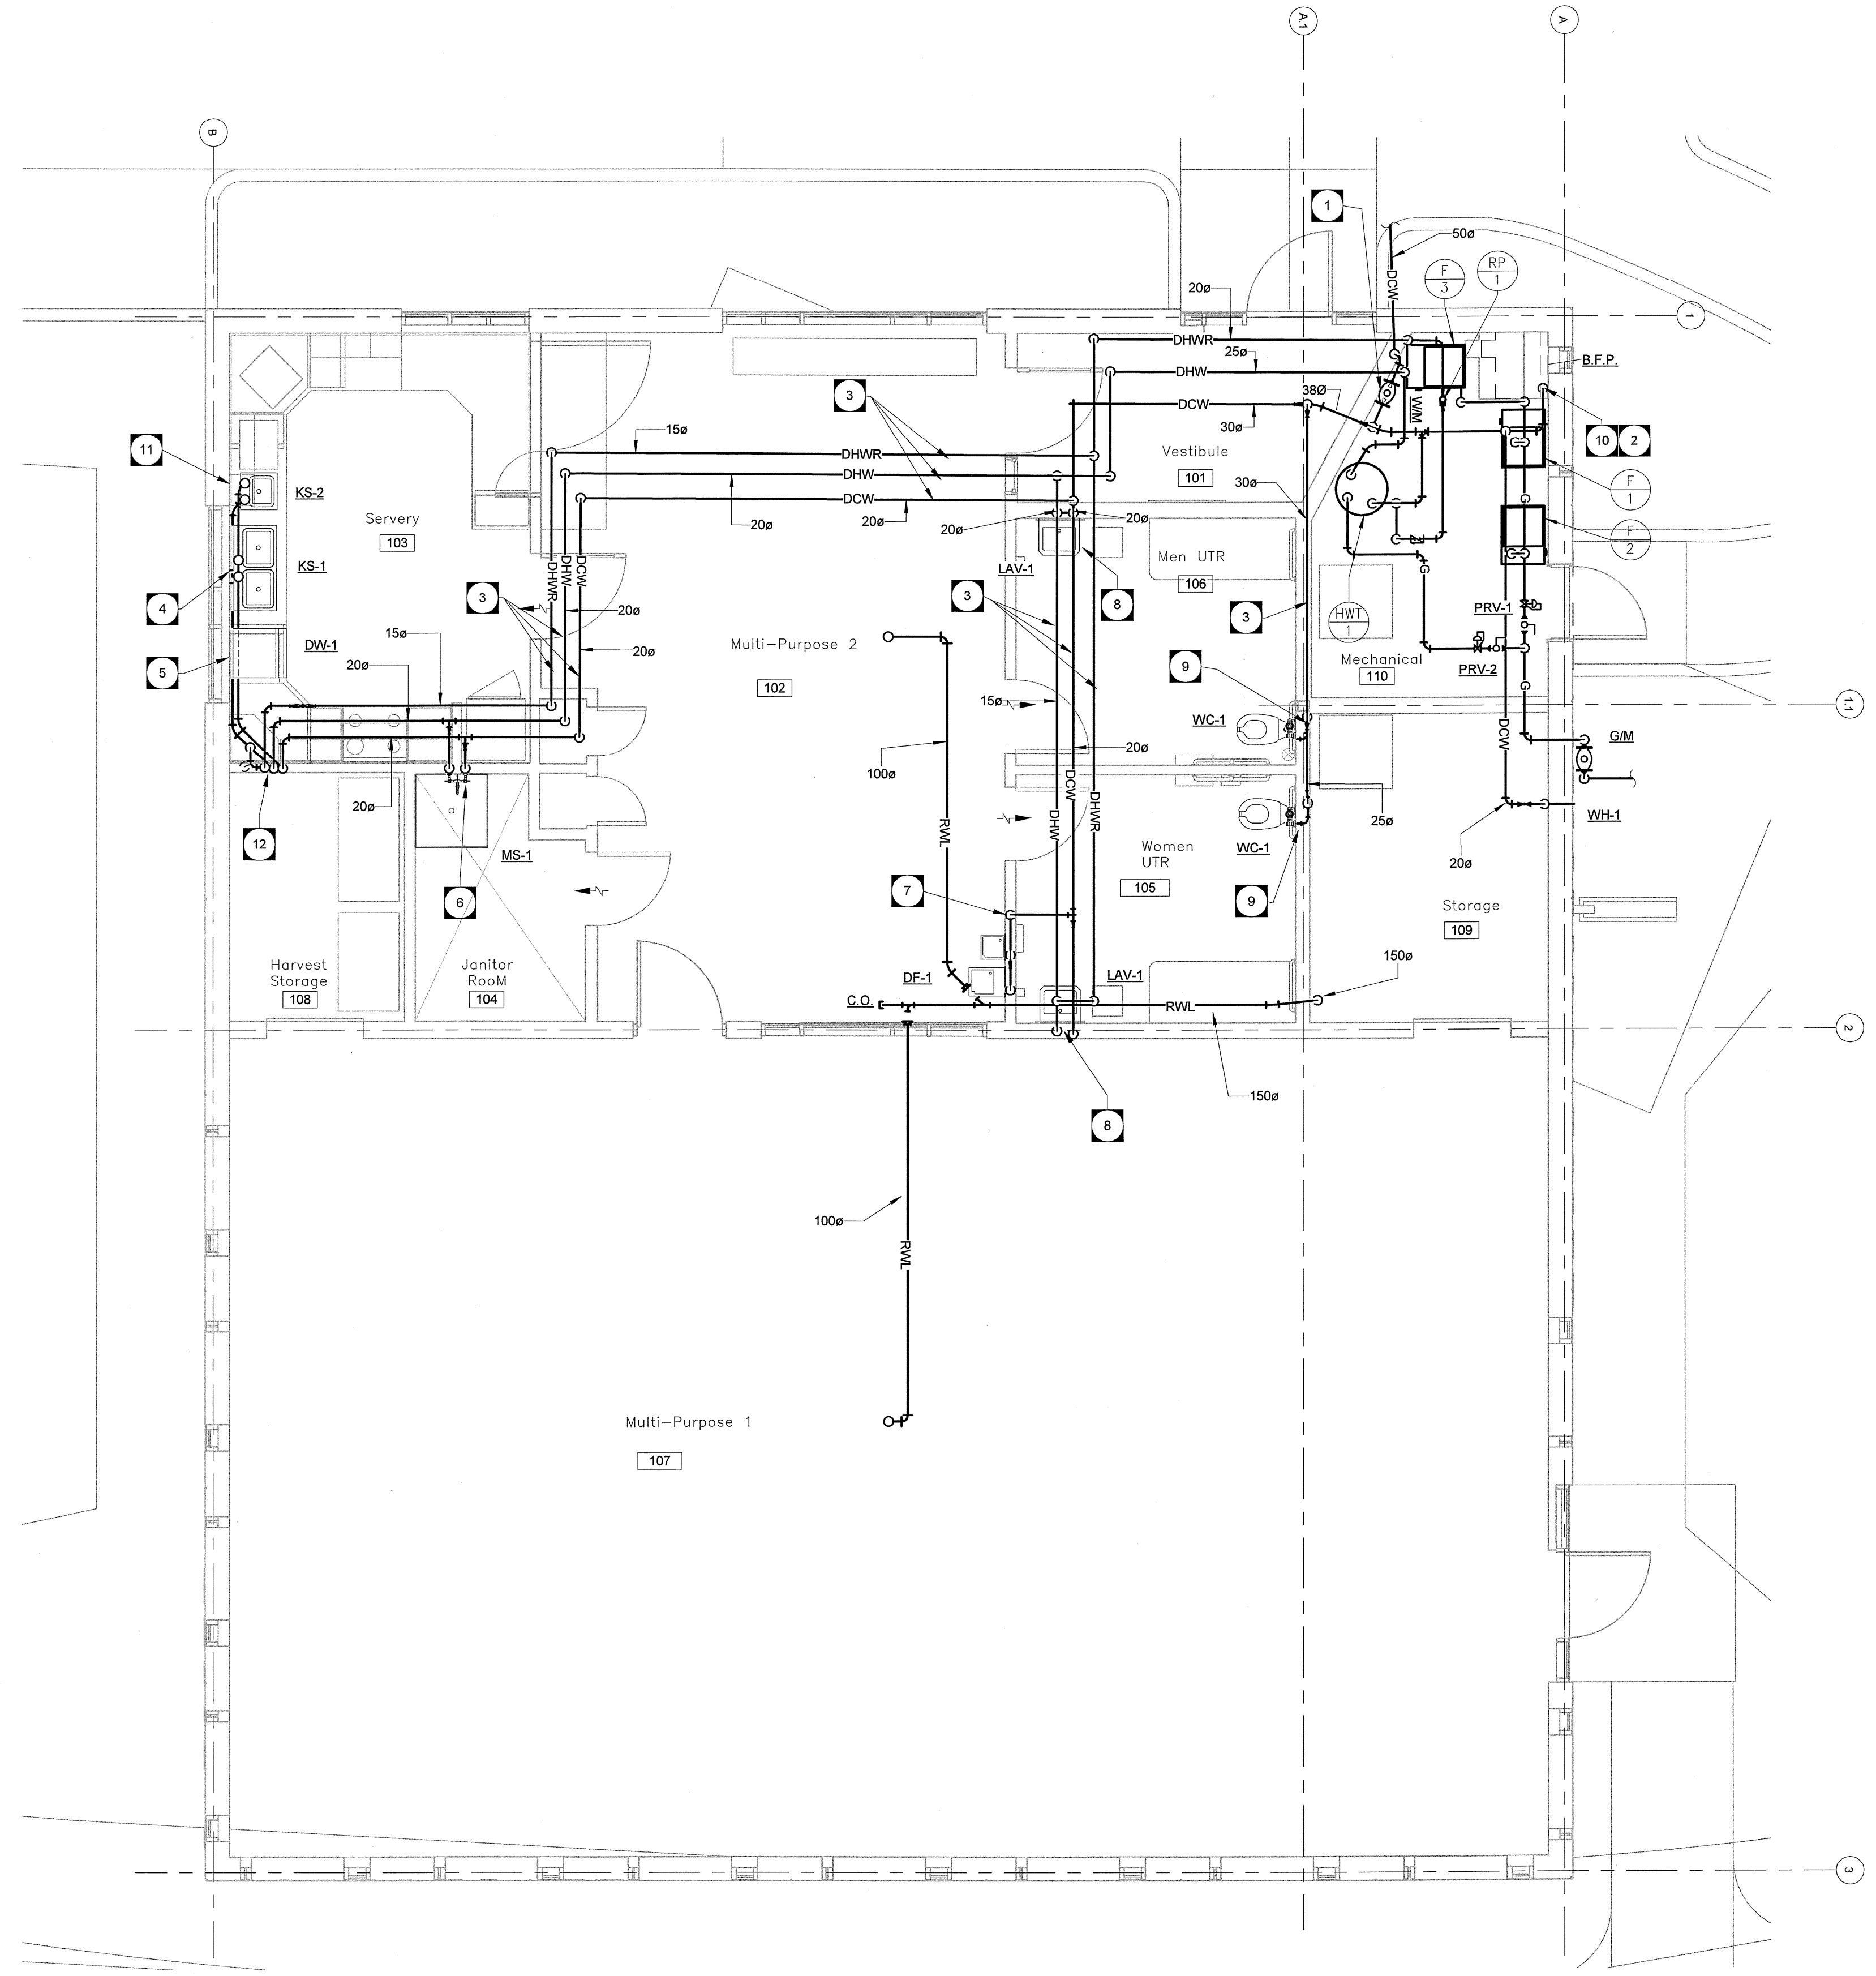 A.1
A
B
1
50ø
F
3
RP
1
20ø
1
DCW
DHWR
25ø
B.F.P.
DHW
38Ø
W/M
3
DCW
30ø
15ø
10
2
11
DHWR
Vestibule
101
DHW
KS-2
30ø
F
1
DCW
G
20ø
20ø
20ø
20ø
Servery
103
F
2
Men UTR
106
KS-1
LAV-1
G
DHWR
DHW
DCW
4
3
20ø
3
8
3
HWT
1
PRV-1
15ø
DW-1
20ø
Multi-Purpose 2
102
20ø
Mechanical
110
PRV-2
5
9
G
15ø
WC-1
1.1
DCW
G/M
100ø
20ø
20ø
DHW
DCW
DHWR
25ø
WH-1
12
RWL
MS-1
Women
UTR
105
WC-1
20ø
6
7
9
Storage
109
Harvest
Storage
108
Janitor
RooM
104
DF-1
LAV-1
150ø
C.O.
RWL
2
150ø
8
100ø
RWL
Multi-Purpose 1
107
3